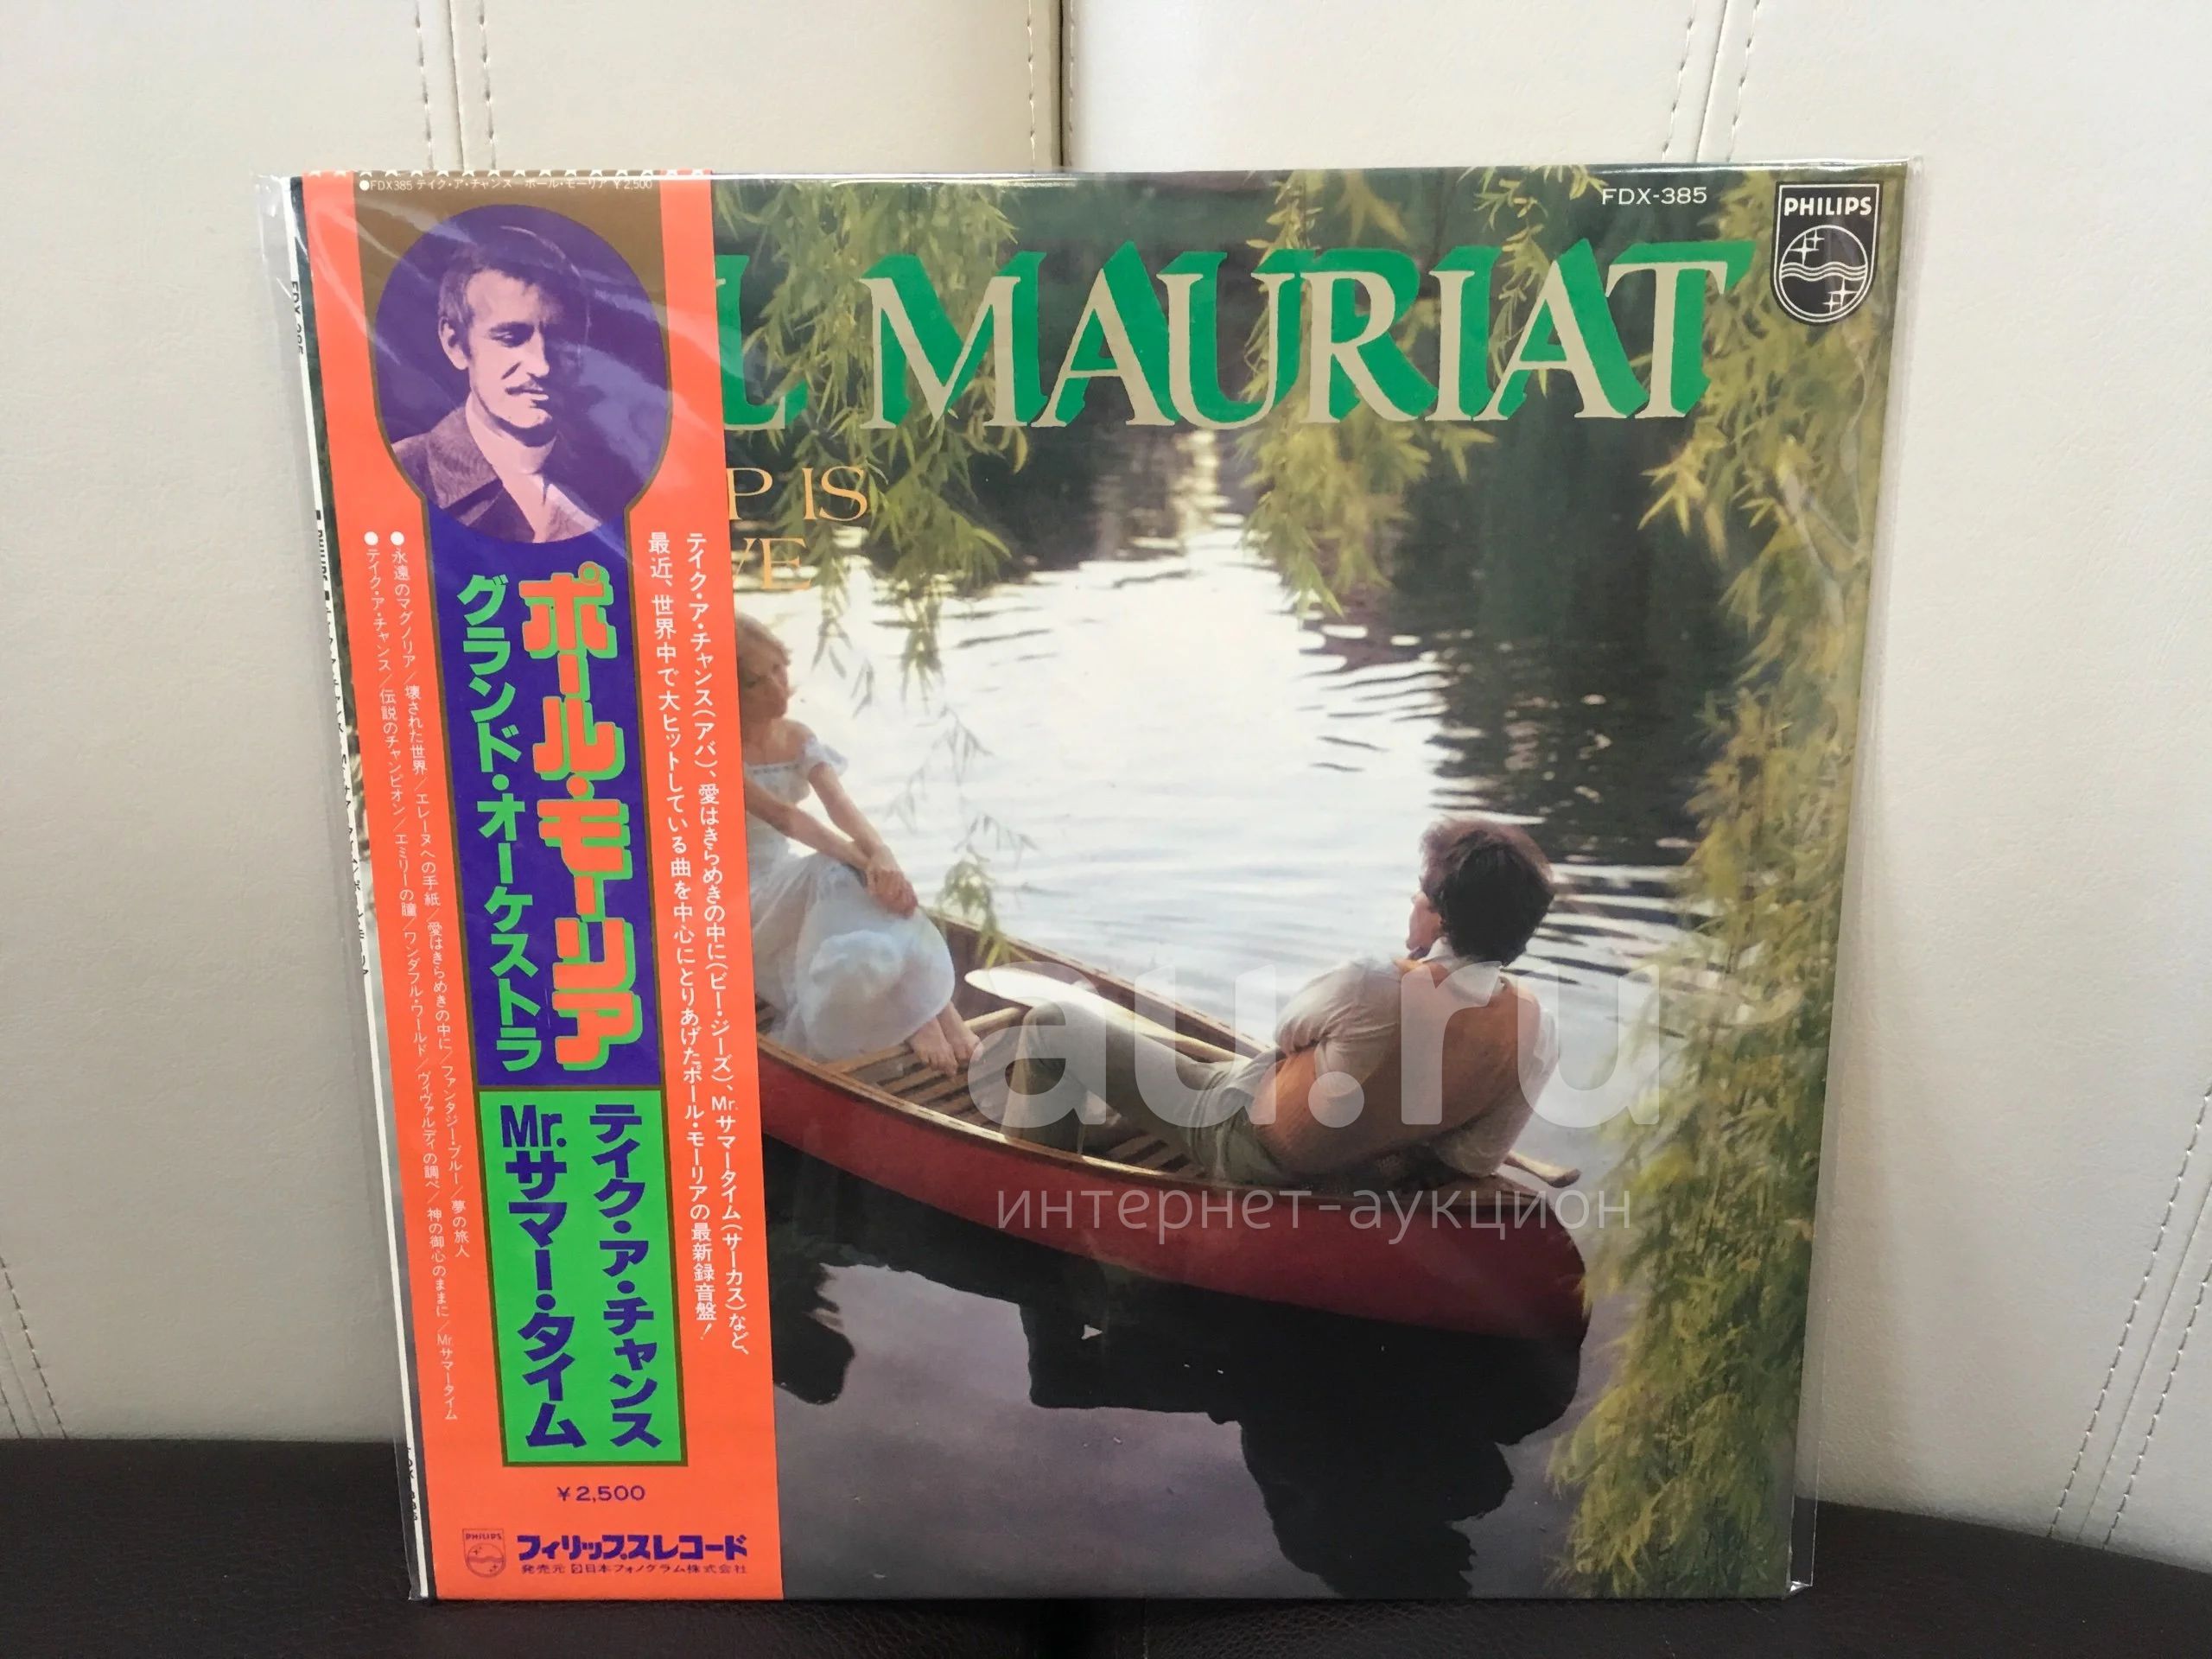 ●FDX385 テイク・ア・チャンス ポール・モーリア ¥2,500
FDX-385
PHILIPS
MAURIAT
IS
テイク・ア・チャンス(アバ)、愛はきらめきの中に(ビー・ジーズ)、Mr.サマータイム(サーカス)など、
最近、世界中で大ヒットしている曲を中心にとりあげたポール・モーリアの最新録音盤!
ポール・モーリア
グランド・オーケストラ
●永遠のマグノリア/壊された世界/エレーヌへの手紙/愛はきらめきの中に/ファンタジー・ブルー/夢の旅人
●テイク・ア・チャンス/伝説のチャンピオン/エミリーの瞳/ワンダフル・ワールド/ヴィヴァルディの調べ/神の御心のままに/Mr.サマータイム
テイク・ア・チャンス
Mr.サマー・タイム
¥2,500
PHILIPS
フィリップスレコード
発売元 日本フォノグラム株式会社
au.ru
интернет-аукцион